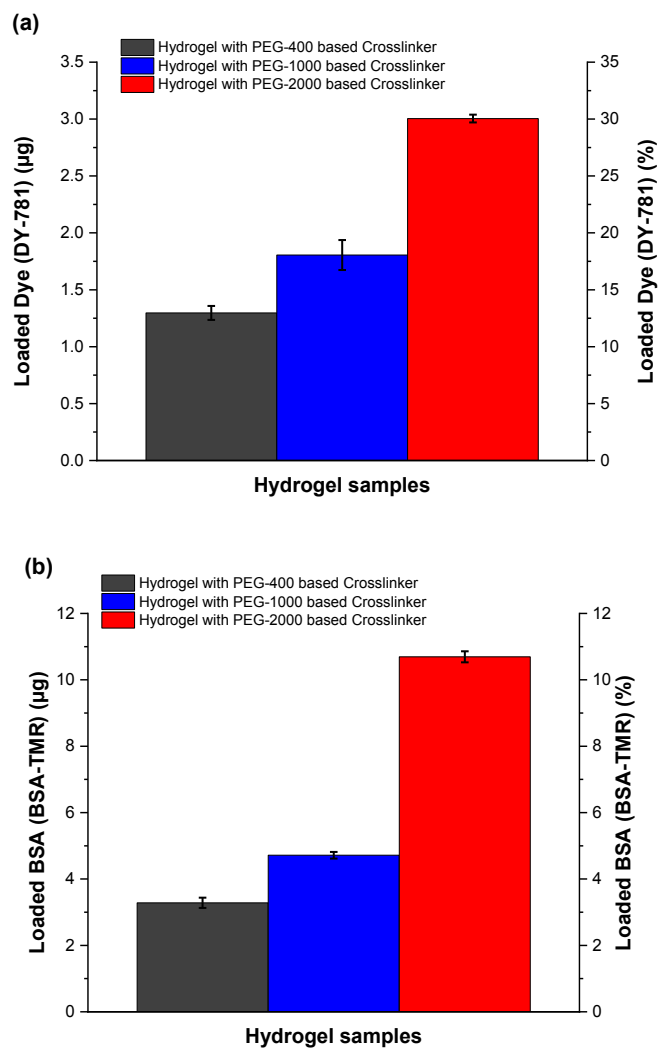 (a)
Hydrogel with PEG-400 based Crosslinker
Hydrogel with PEG-1000 based Crosslinker
Hydrogel with PEG-2000 based Crosslinker
Loaded Dye (DY-781) (µg)
3.5
3.0
2.5
2.0
1.5
1.0
0.5
0.0
35
30
25
20
15
10
5
0
Loaded Dye (DY-781) (%)
Hydrogel samples
(b)
Hydrogel with PEG-400 based Crosslinker
Hydrogel with PEG-1000 based Crosslinker
Hydrogel with PEG-2000 based Crosslinker
Loaded BSA (BSA-TMR) (µg)
12
10
8
6
4
2
0
12
10
8
6
4
2
0
Loaded BSA (BSA-TMR) (%)
Hydrogel samples